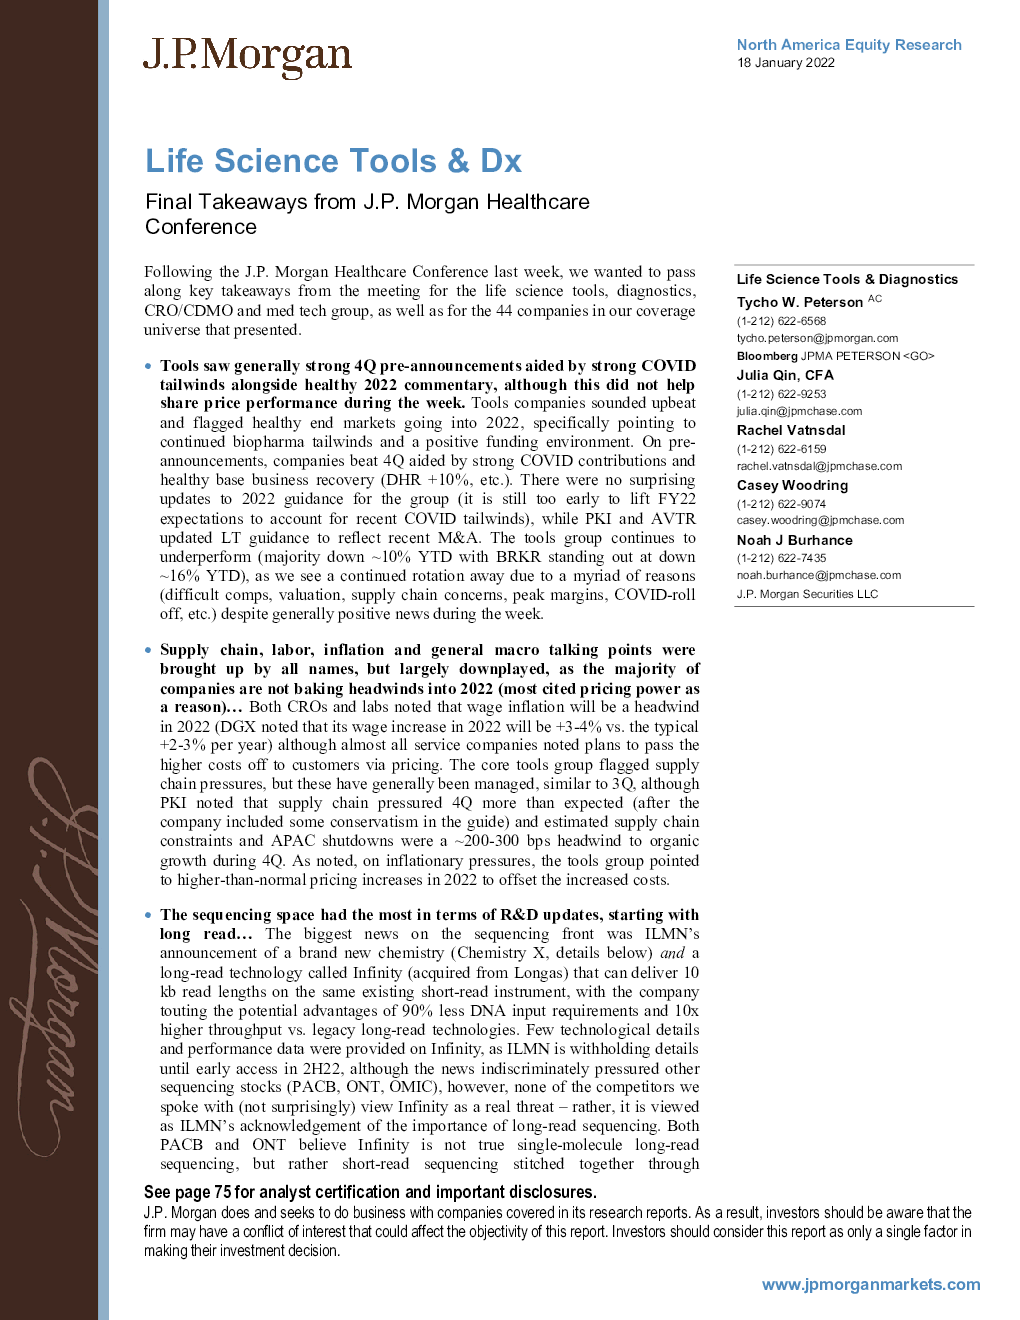 J.P.Morgan
North America Equity Research
18 January 2022
Life Science Tools & Dx
Final Takeaways from J.P. Morgan Healthcare
Conference
Following the J.P. Morgan Healthcare Conference last week, we wanted to pass
along key takeaways from the meeting for the life science tools, diagnostics,
CRO/CDMO and med tech group, as well as for the 44 companies in our coverage
universe that presented.
• Tools saw generally strong 4Q pre-announcements aided by strong COVID
tailwinds alongside healthy 2022 commentary, although this did not help
share price performance during the week. Tools companies sounded upbeat
and flagged healthy end markets going into 2022, specifically pointing to
continued biopharma tailwinds and a positive funding environment. On pre-
announcements, companies beat 4Q aided by strong COVID contributions and
healthy base business recovery (DHR +10%, etc.). There were no surprising
updates to 2022 guidance for the group (it is still too early to lift FY22
expectations to account for recent COVID tailwinds), while PKI and AVTR
updated LT guidance to reflect recent M&A. The tools group continues to
underperform (majority down ~10% YTD with BRKR standing out at down
~16% YTD), as we see a continued rotation away due to a myriad of reasons
(difficult comps, valuation, supply chain concerns, peak margins, COVID-roll
off, etc.) despite generally positive news during the week.
• Supply chain, labor, inflation and general macro talking points were
brought up by all names, but largely downplayed, as the majority of
companies are not baking headwinds into 2022 (most cited pricing power as
a reason)… Both CROs and labs noted that wage inflation will be a headwind
in 2022 (DGX noted that its wage increase in 2022 will be +3-4% vs. the typical
+2-3% per year) although almost all service companies noted plans to pass the
higher costs off to customers via pricing. The core tools group flagged supply
chain pressures, but these have generally been managed, similar to 3Q, although
PKI noted that supply chain pressured 4Q more than expected (after the
company included some conservatism in the guide) and estimated supply chain
constraints and APAC shutdowns were a ~200-300 bps headwind to organic
growth during 4Q. As noted, on inflationary pressures, the tools group pointed
to higher-than-normal pricing increases in 2022 to offset the increased costs.
• The sequencing space had the most in terms of R&D updates, starting with
long read… The biggest news on the sequencing front was ILMN's
announcement of a brand new chemistry (Chemistry X, details below) and a
long-read technology called Infinity (acquired from Longas) that can deliver 10
kb read lengths on the same existing short-read instrument, with the company
touting the potential advantages of 90% less DNA input requirements and 10x
higher throughput vs. legacy long-read technologies. Few technological details
and performance data were provided on Infinity, as ILMN is withholding details
until early access in 2H22, although the news indiscriminately pressured other
sequencing stocks (PACB, ONT, OMIC), however, none of the competitors we
spoke with (not surprisingly) view Infinity as a real threat – rather, it is viewed
as ILMN's acknowledgement of the importance of long-read sequencing. Both
PACB and ONT believe Infinity is not true single-molecule long-read
sequencing, but rather short-read sequencing stitched together through
Life Science Tools & Diagnostics
Tycho W. Peterson AC
(1-212) 622-6568
tycho.peterson@jpmorgan.com
Bloomberg JPMA PETERSON <GO>
Julia Qin, CFA
(1-212) 622-9253
julia.qin@jpmchase.com
Rachel Vatnsdal
(1-212) 622-6159
rachel.vatnsdal@jpmchase.com
Casey Woodring
(1-212) 622-9074
casey.woodring@jpmchase.com
Noah J Burhance
(1-212) 622-7435
noah.burhance@jpmchase.com
J.P. Morgan Securities LLC
J.P.Morgan
See page 75 for analyst certification and important disclosures.
J.P. Morgan does and seeks to do business with companies covered in its research reports. As a result, investors should be aware that the
firm may have a conflict of interest that could affect the objectivity of this report. Investors should consider this report as only a single factor in
making their investment decision.
www.jpmorganmarkets.com